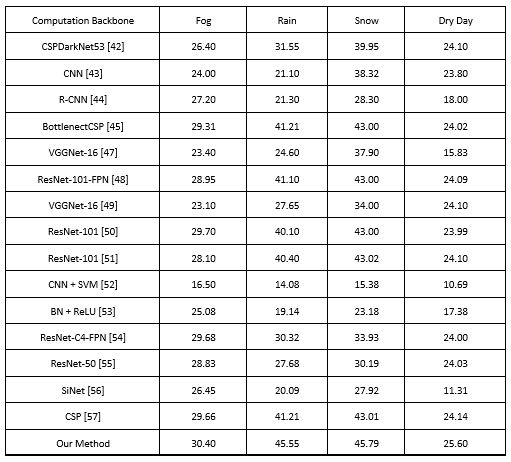 Computation Backbone Fog Rain Snow Dry Day
CSPDarkNet53 [42] 26.40 31.55 39.95 24.10
CNN [43] 24.00 21.10 38.32 23.80
R-CNN [44] 27.20 21.30 28.30 18.00
BottlenectCSP [45] 29.31 41.21 43.00 24.02
VGGNet-16 [47] 23.40 24.60 37.90 15.83
ResNet-101-FPN [48] 28.95 41.10 43.00 24.09
VGGNet-16 [49] 23.10 27.65 34.00 24.10
ResNet-101 [50] 29.70 40.10 43.00 23.99
ResNet-101 [51] 28.10 40.40 43.02 24.10
CNN + SVM [52] 16.50 14.08 15.38 10.69
BN + ReLU [53] 25.08 19.14 23.18 17.38
ResNet-C4-FPN [54] 29.68 30.32 33.93 24.00
ResNet-50 [55] 28.83 27.68 30.19 24.03
SiNet [56] 26.45 20.09 27.92 11.31
CSP [57] 29.66 41.21 43.01 24.14
Our Method 30.40 45.55 45.79 25.60